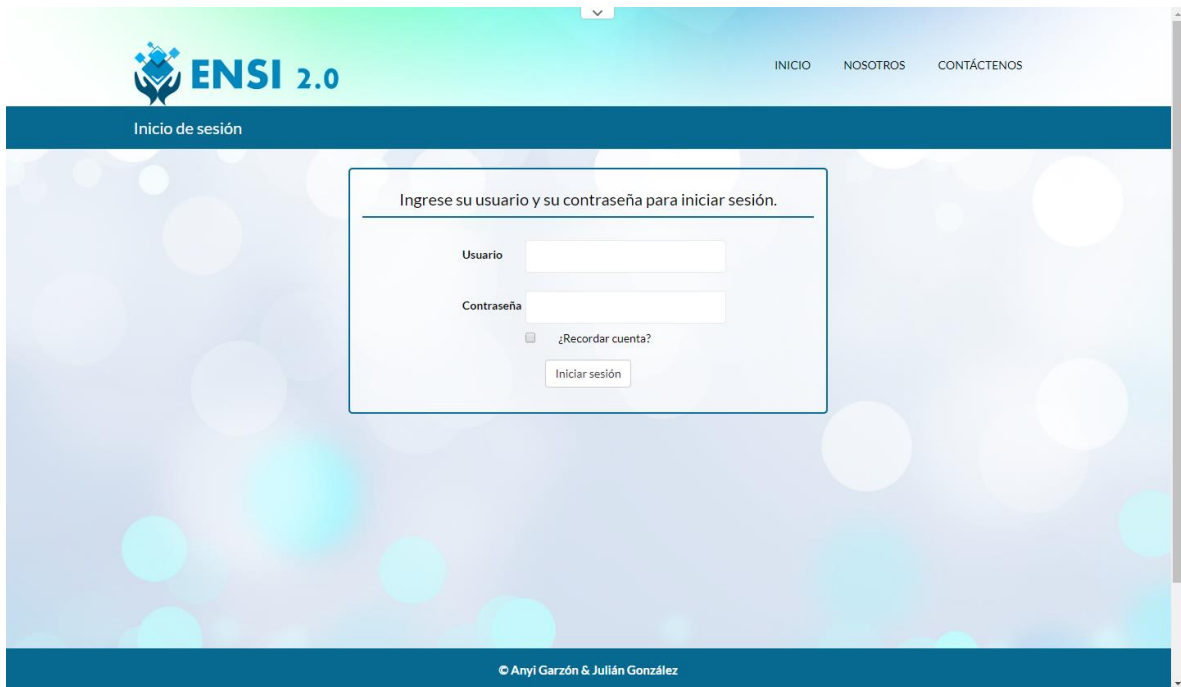 ENSI 2.0
INICIO NOSOTROS CONTÁCTENOS
Inicio de sesión
Ingrese su usuario y su contraseña para iniciar sesión.
Usuario
Contraseña
¿Recordar cuenta?
Iniciar sesión
© Anyi Garzón & Julián González